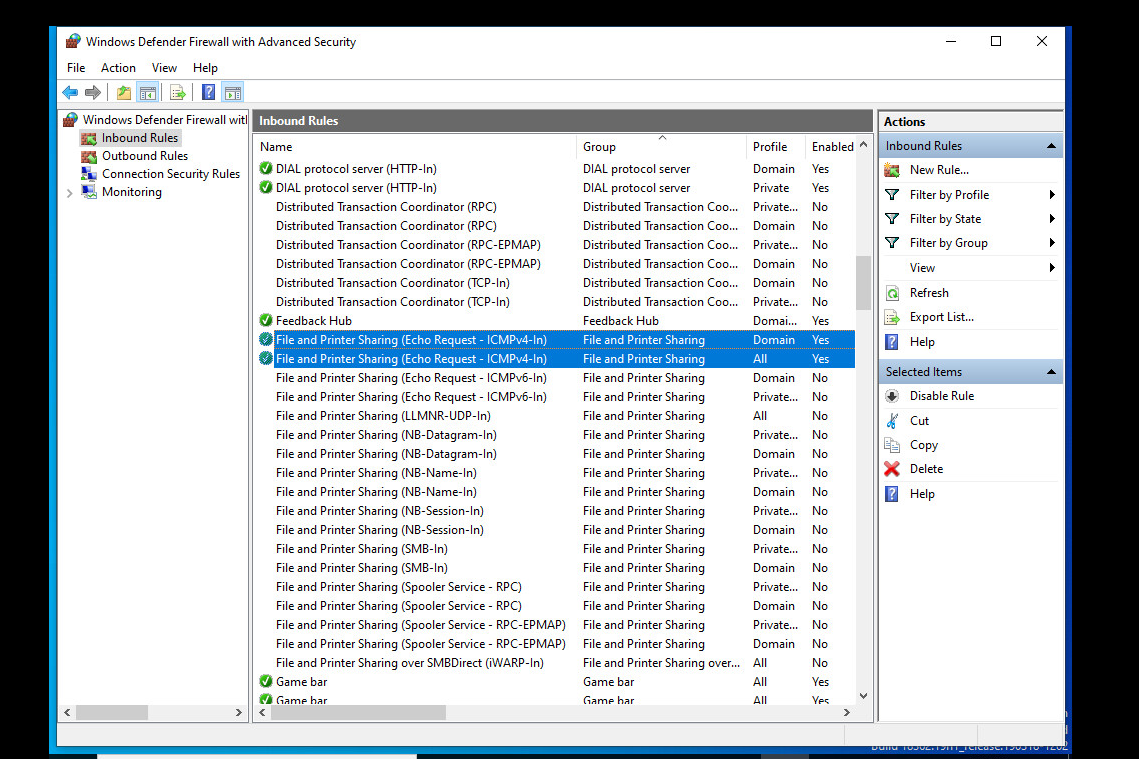 Windows Defender Firewall with Advanced Security
File Action View Help
Windows Defender Firewall witl
Inbound Rules
Outbound Rules
Connection Security Rules
Monitoring
Inbound Rules
Name Group Profile Enabled
DIAL protocol server (HTTP-In) DIAL protocol server Domain Yes
DIAL protocol server (HTTP-In) DIAL protocol server Private Yes
Distributed Transaction Coordinator (RPC) Distributed Transaction Coo... Private... No
Distributed Transaction Coordinator (RPC) Distributed Transaction Coo... Domain No
Distributed Transaction Coordinator (RPC-EPMAP) Distributed Transaction Coo... Private... No
Distributed Transaction Coordinator (RPC-EPMAP) Distributed Transaction Coo... Domain No
Distributed Transaction Coordinator (TCP-In) Distributed Transaction Coo... Domain No
Distributed Transaction Coordinator (TCP-In) Distributed Transaction Coo... Private... No
Feedback Hub Feedback Hub Domai... Yes
File and Printer Sharing (Echo Request - ICMPv4-In) File and Printer Sharing Domain Yes
File and Printer Sharing (Echo Request - ICMPv4-In) File and Printer Sharing All Yes
File and Printer Sharing (Echo Request - ICMPv6-In) File and Printer Sharing Domain No
File and Printer Sharing (Echo Request - ICMPv6-In) File and Printer Sharing Private... No
File and Printer Sharing (LLMNR-UDP-In) File and Printer Sharing All No
File and Printer Sharing (NB-Datagram-In) File and Printer Sharing Private... No
File and Printer Sharing (NB-Datagram-In) File and Printer Sharing Domain No
File and Printer Sharing (NB-Name-In) File and Printer Sharing Private... No
File and Printer Sharing (NB-Name-In) File and Printer Sharing Domain No
File and Printer Sharing (NB-Session-In) File and Printer Sharing Private... No
File and Printer Sharing (NB-Session-In) File and Printer Sharing Domain No
File and Printer Sharing (SMB-In) File and Printer Sharing Private... No
File and Printer Sharing (SMB-In) File and Printer Sharing Domain No
File and Printer Sharing (Spooler Service - RPC) File and Printer Sharing Private... No
File and Printer Sharing (Spooler Service - RPC) File and Printer Sharing Domain No
File and Printer Sharing (Spooler Service - RPC-EPMAP) File and Printer Sharing Private... No
File and Printer Sharing (Spooler Service - RPC-EPMAP) File and Printer Sharing Domain No
File and Printer Sharing over SMBDirect (iWARP-In) File and Printer Sharing over... All No
Game bar Game bar All Yes
Game bar Game bar All Yes
Actions
Inbound Rules
New Rule...
Filter by Profile
Filter by State
Filter by Group
View
Refresh
Export List...
Help
Selected Items
Disable Rule
Cut
Copy
Delete
Help